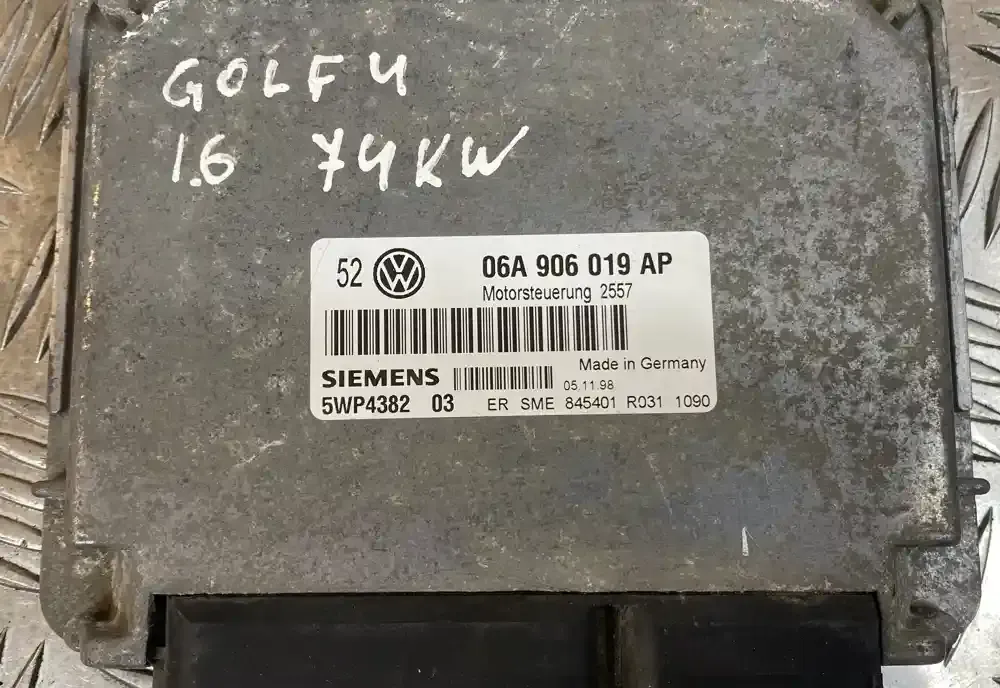 GOLF 4
1.6 74KW
52 VW 06A 906 019 AP
Motorsteuerung 2557
Made in Germany
SIEMENS 05.11.98
5WP4382 03 ER SME 845401 R031 1090